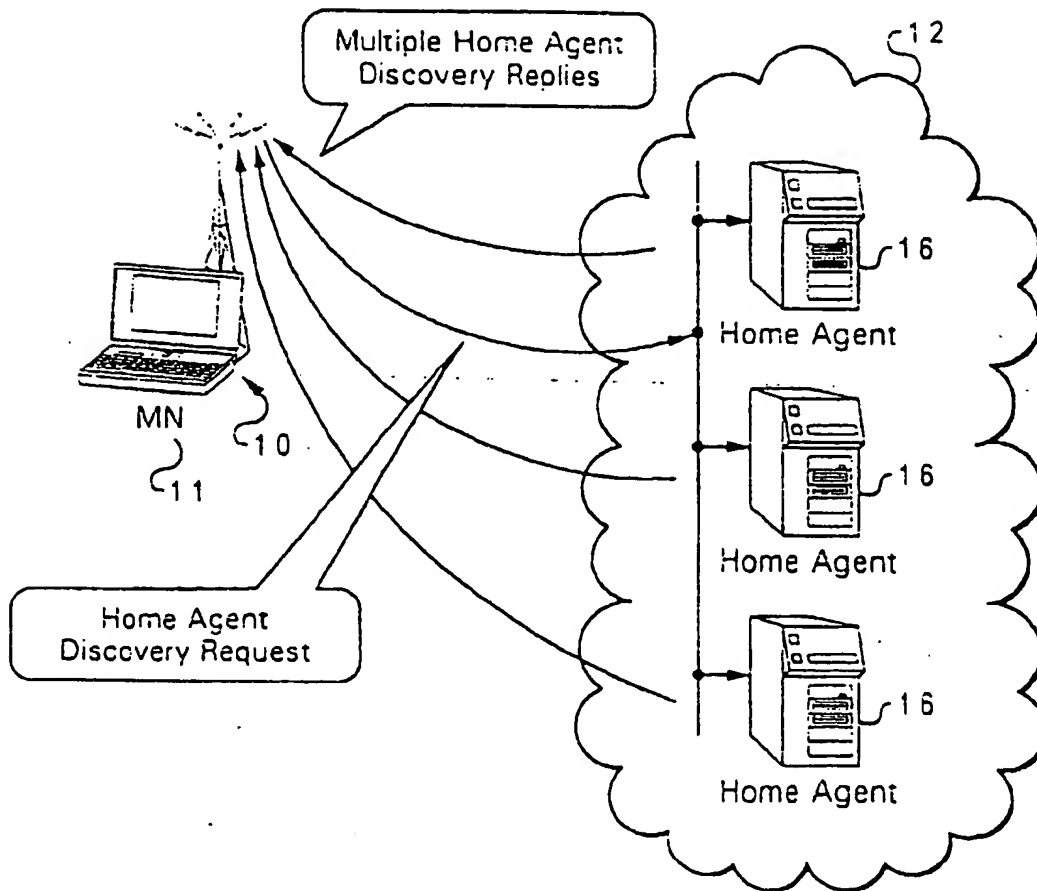 Multiple Home Agent
Discovery Replies
12
16
Home Agent
MN
10
11
16
Home Agent
Home Agent
Discovery Request
16
Home Agent